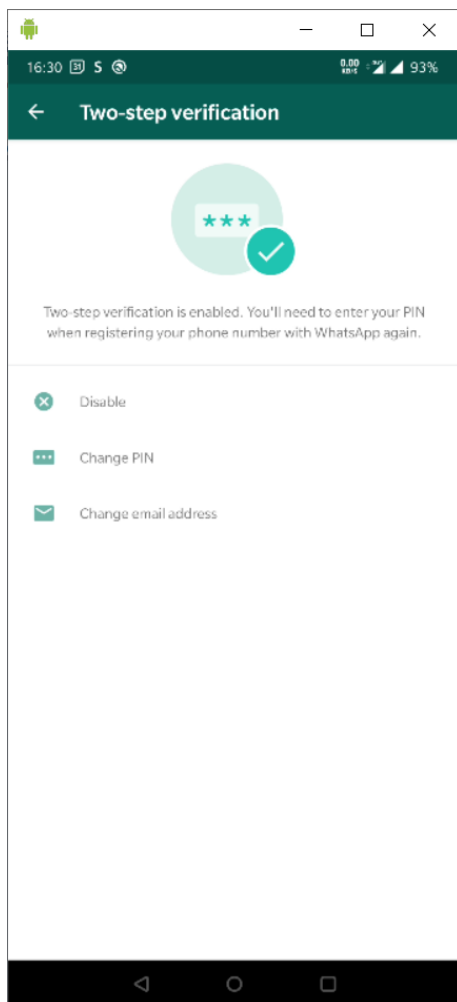 16:30 31 S 0.00 KB/S 93%
Two-step verification
***
Two-step verification is enabled. You'll need to enter your PIN
when registering your phone number with WhatsApp again.
Disable
Change PIN
Change email address